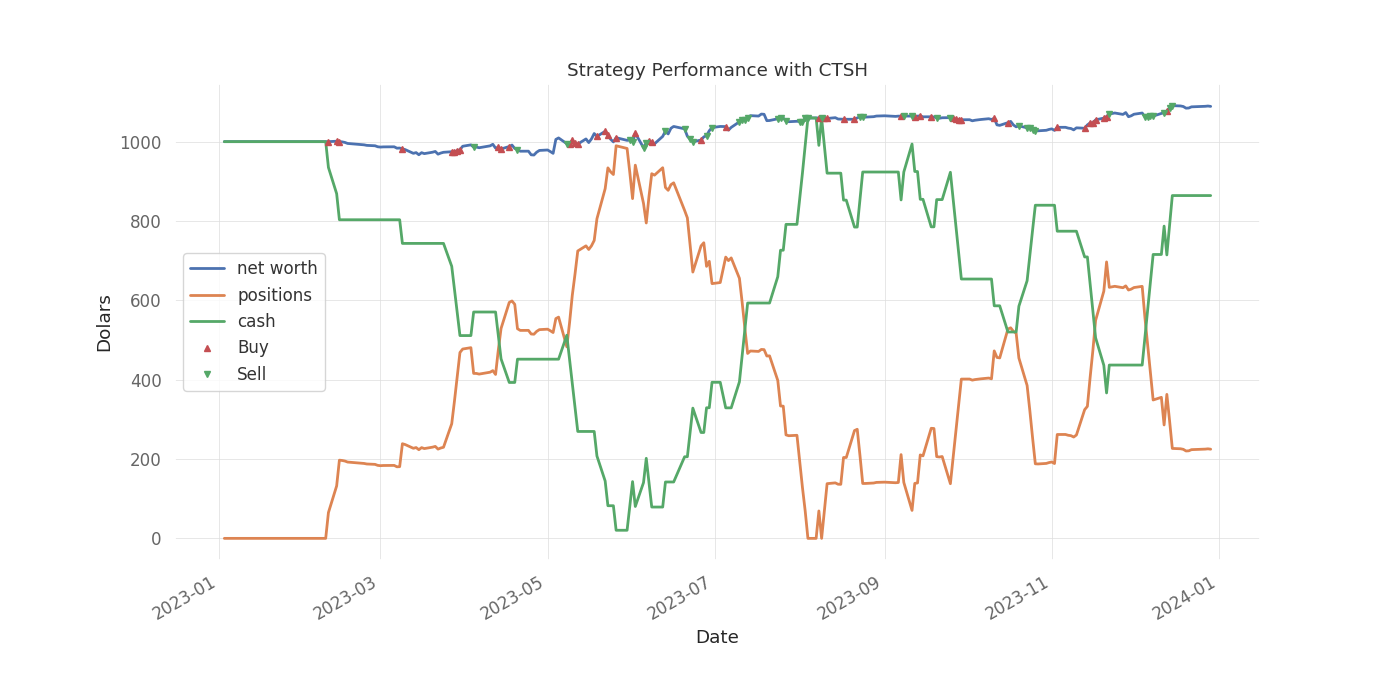 Strategy Performance with CTSH
Dolars
1000
800
600
400
200
0
net worth
positions
cash
Buy
Sell
2023-01
2023-03
2023-05
2023-07
2023-09
2023-11
2024-01
Date